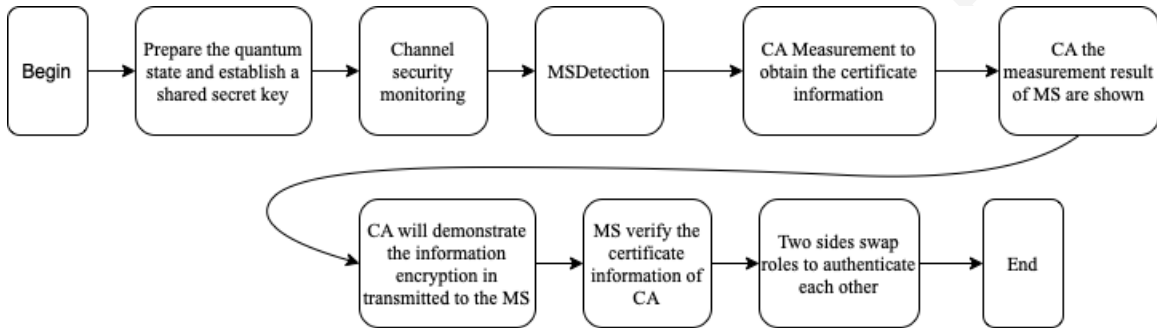 Begin
Prepare the quantum
state and establish a
shared secret key
Channel
security
monitoring
MSDetection
CA Measurement to
obtain the certificate
information
CA the
measurement result
of MS are shown
CA will demonstrate
the information
encryption in
transmitted to the MS
MS verify the
certificate
information of
CA
Two sides swap
roles to authenticate
each other
End